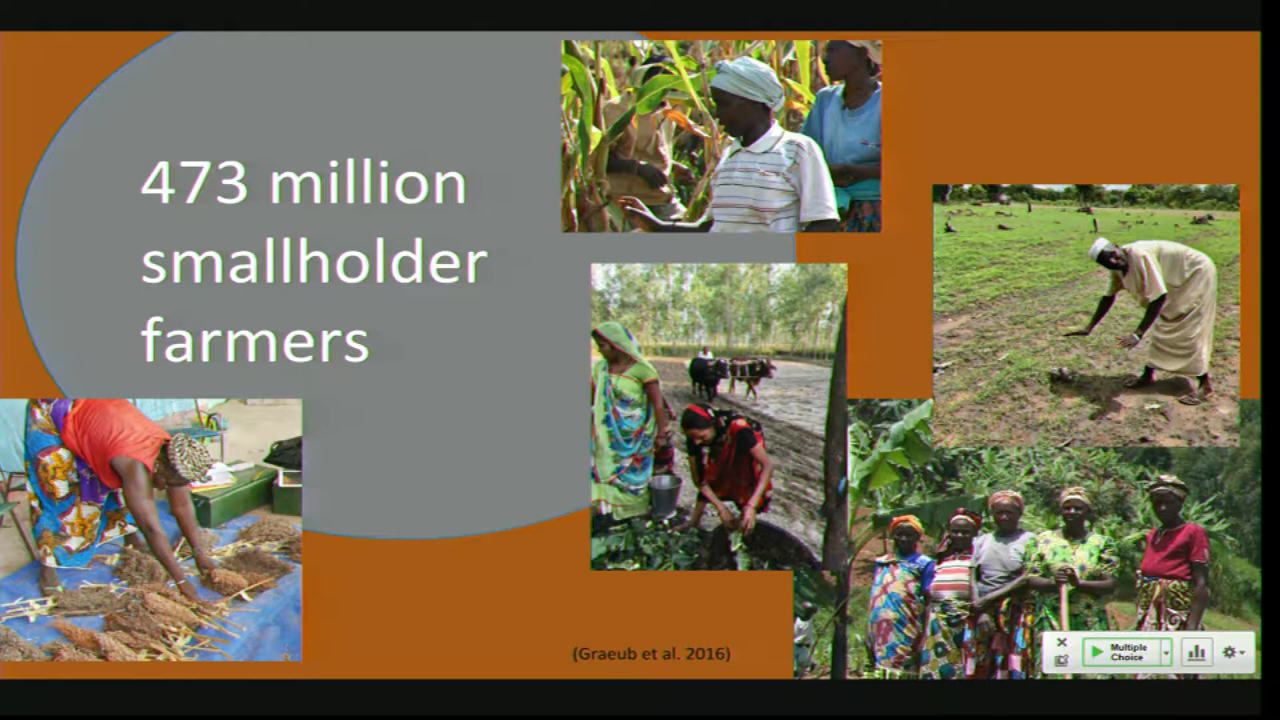 473 million
smallholder
farmers
(Graeub et al. 2016)
Multiple
Choice